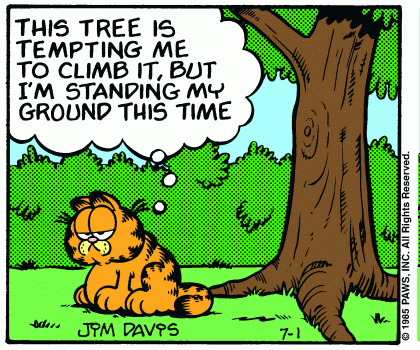 THIS TREE IS
TEMPTING ME
TO CLIMB IT, BUT
I'M STANDING MY
GROUND THIS TIME
© 1985 PAWS, INC. All Rights Reserved.
JIM DAVIS
7-1